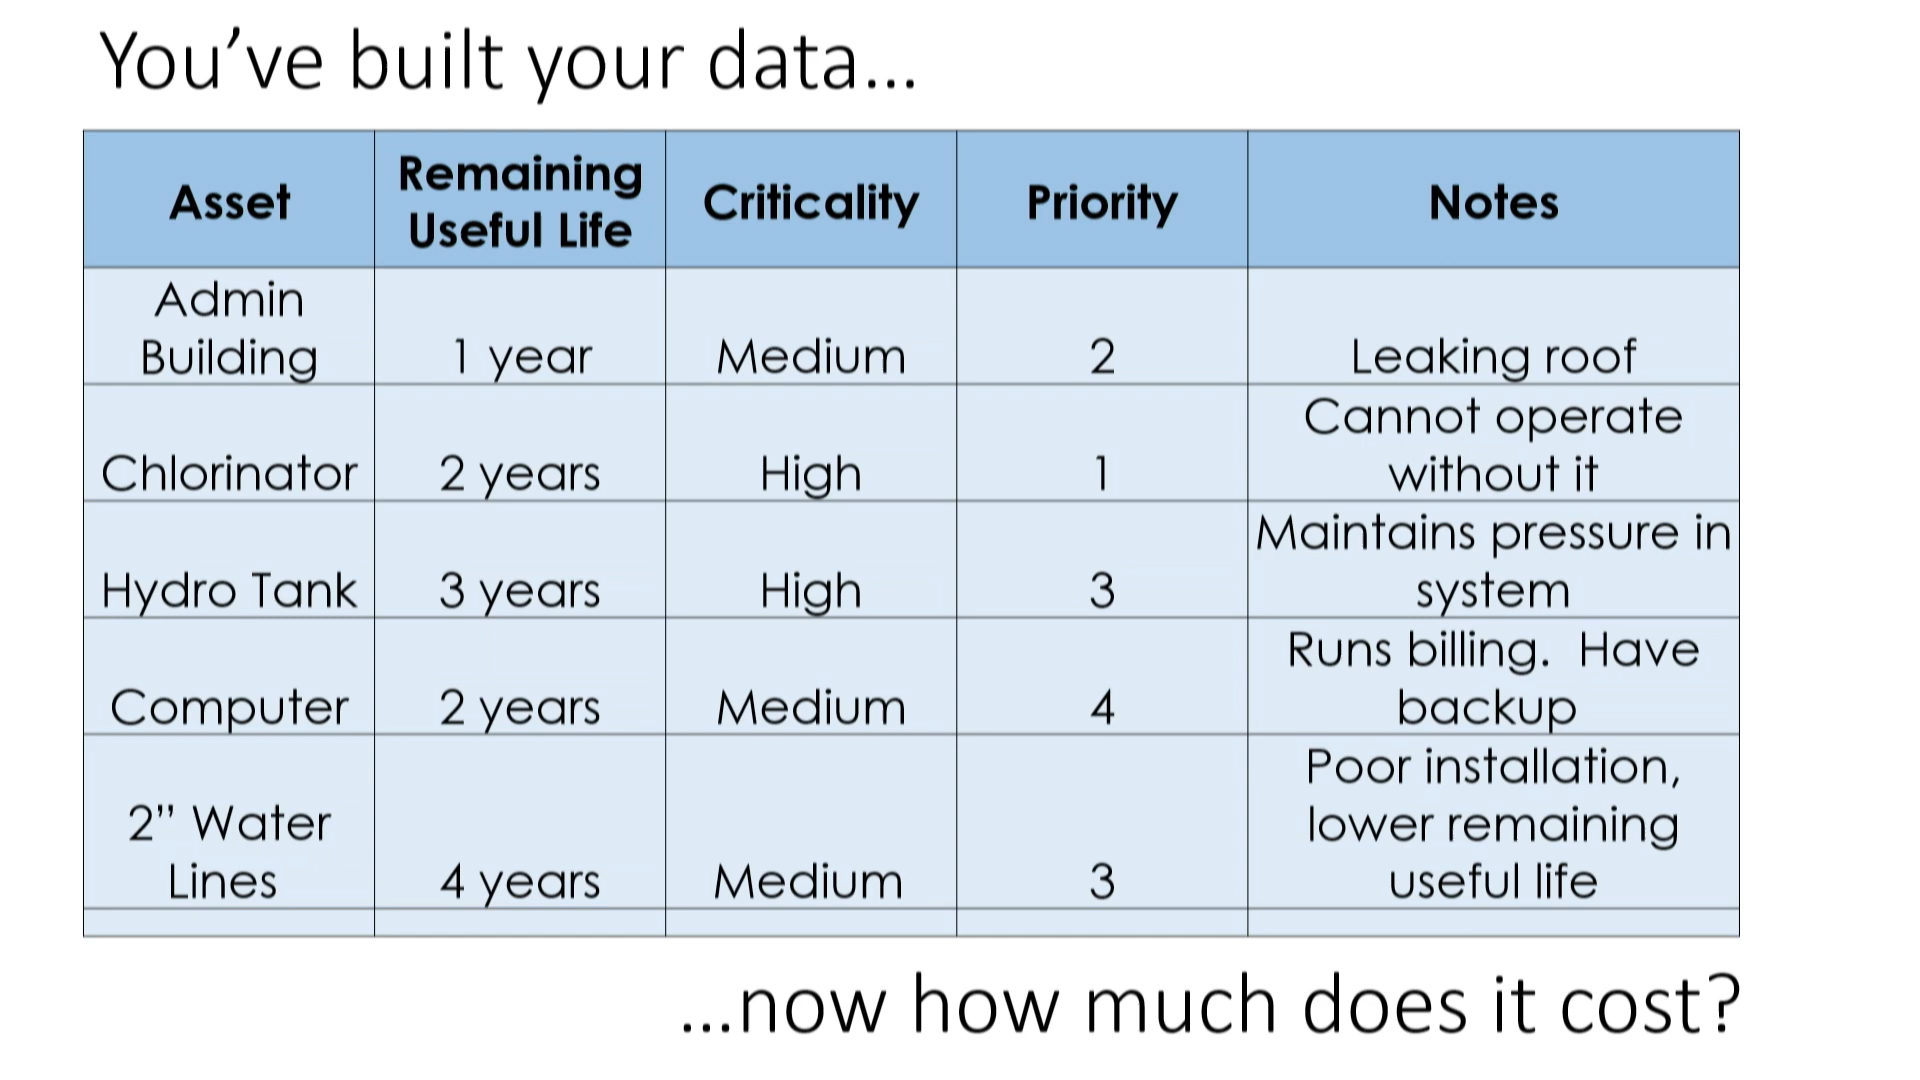 You’ve built your data...
Asset
Remaining
Useful Life
Criticality
Priority
Notes
Admin
Building
1 year
Medium
2
Leaking roof
Chlorinator
2 years
High
1
Cannot operate
without it
Hydro Tank
3 years
High
3
Maintains pressure in
system
Computer
2 years
Medium
4
Runs billing.  Have
backup
2” Water
Lines
4 years
Medium
3
Poor installation,
lower remaining
useful life
...now how much does it cost?